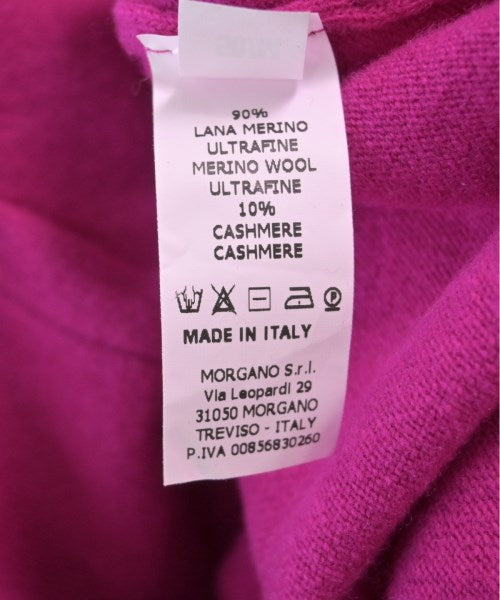 90%
LANA MERINO
ULTRAFINE
MERINO WOOL
ULTRAFINE
10%
CASHMERE
CASHMERE
MADE IN ITALY
MORGANO S.r.l.
Via Leopardi 29
31050 MORGANO
TREVISO - ITALY
P.IVA 00856830260